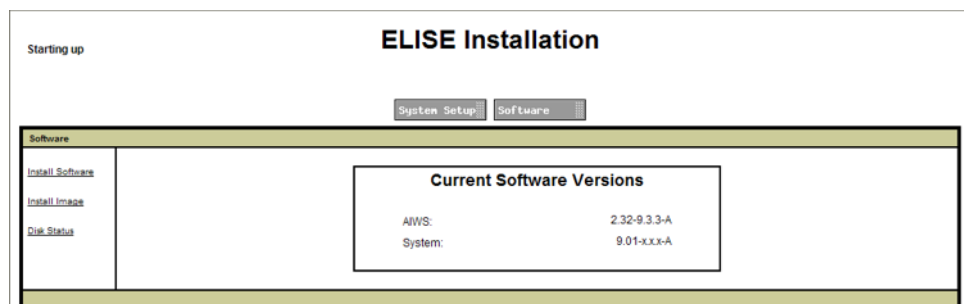 Starting up
ELISE Installation
System Setup
Software
Software
Install Software
Install Image
Disk Status
Current Software Versions
AIWS: 2.32-9.3.3-A
System: 9.01-x.x.x-A